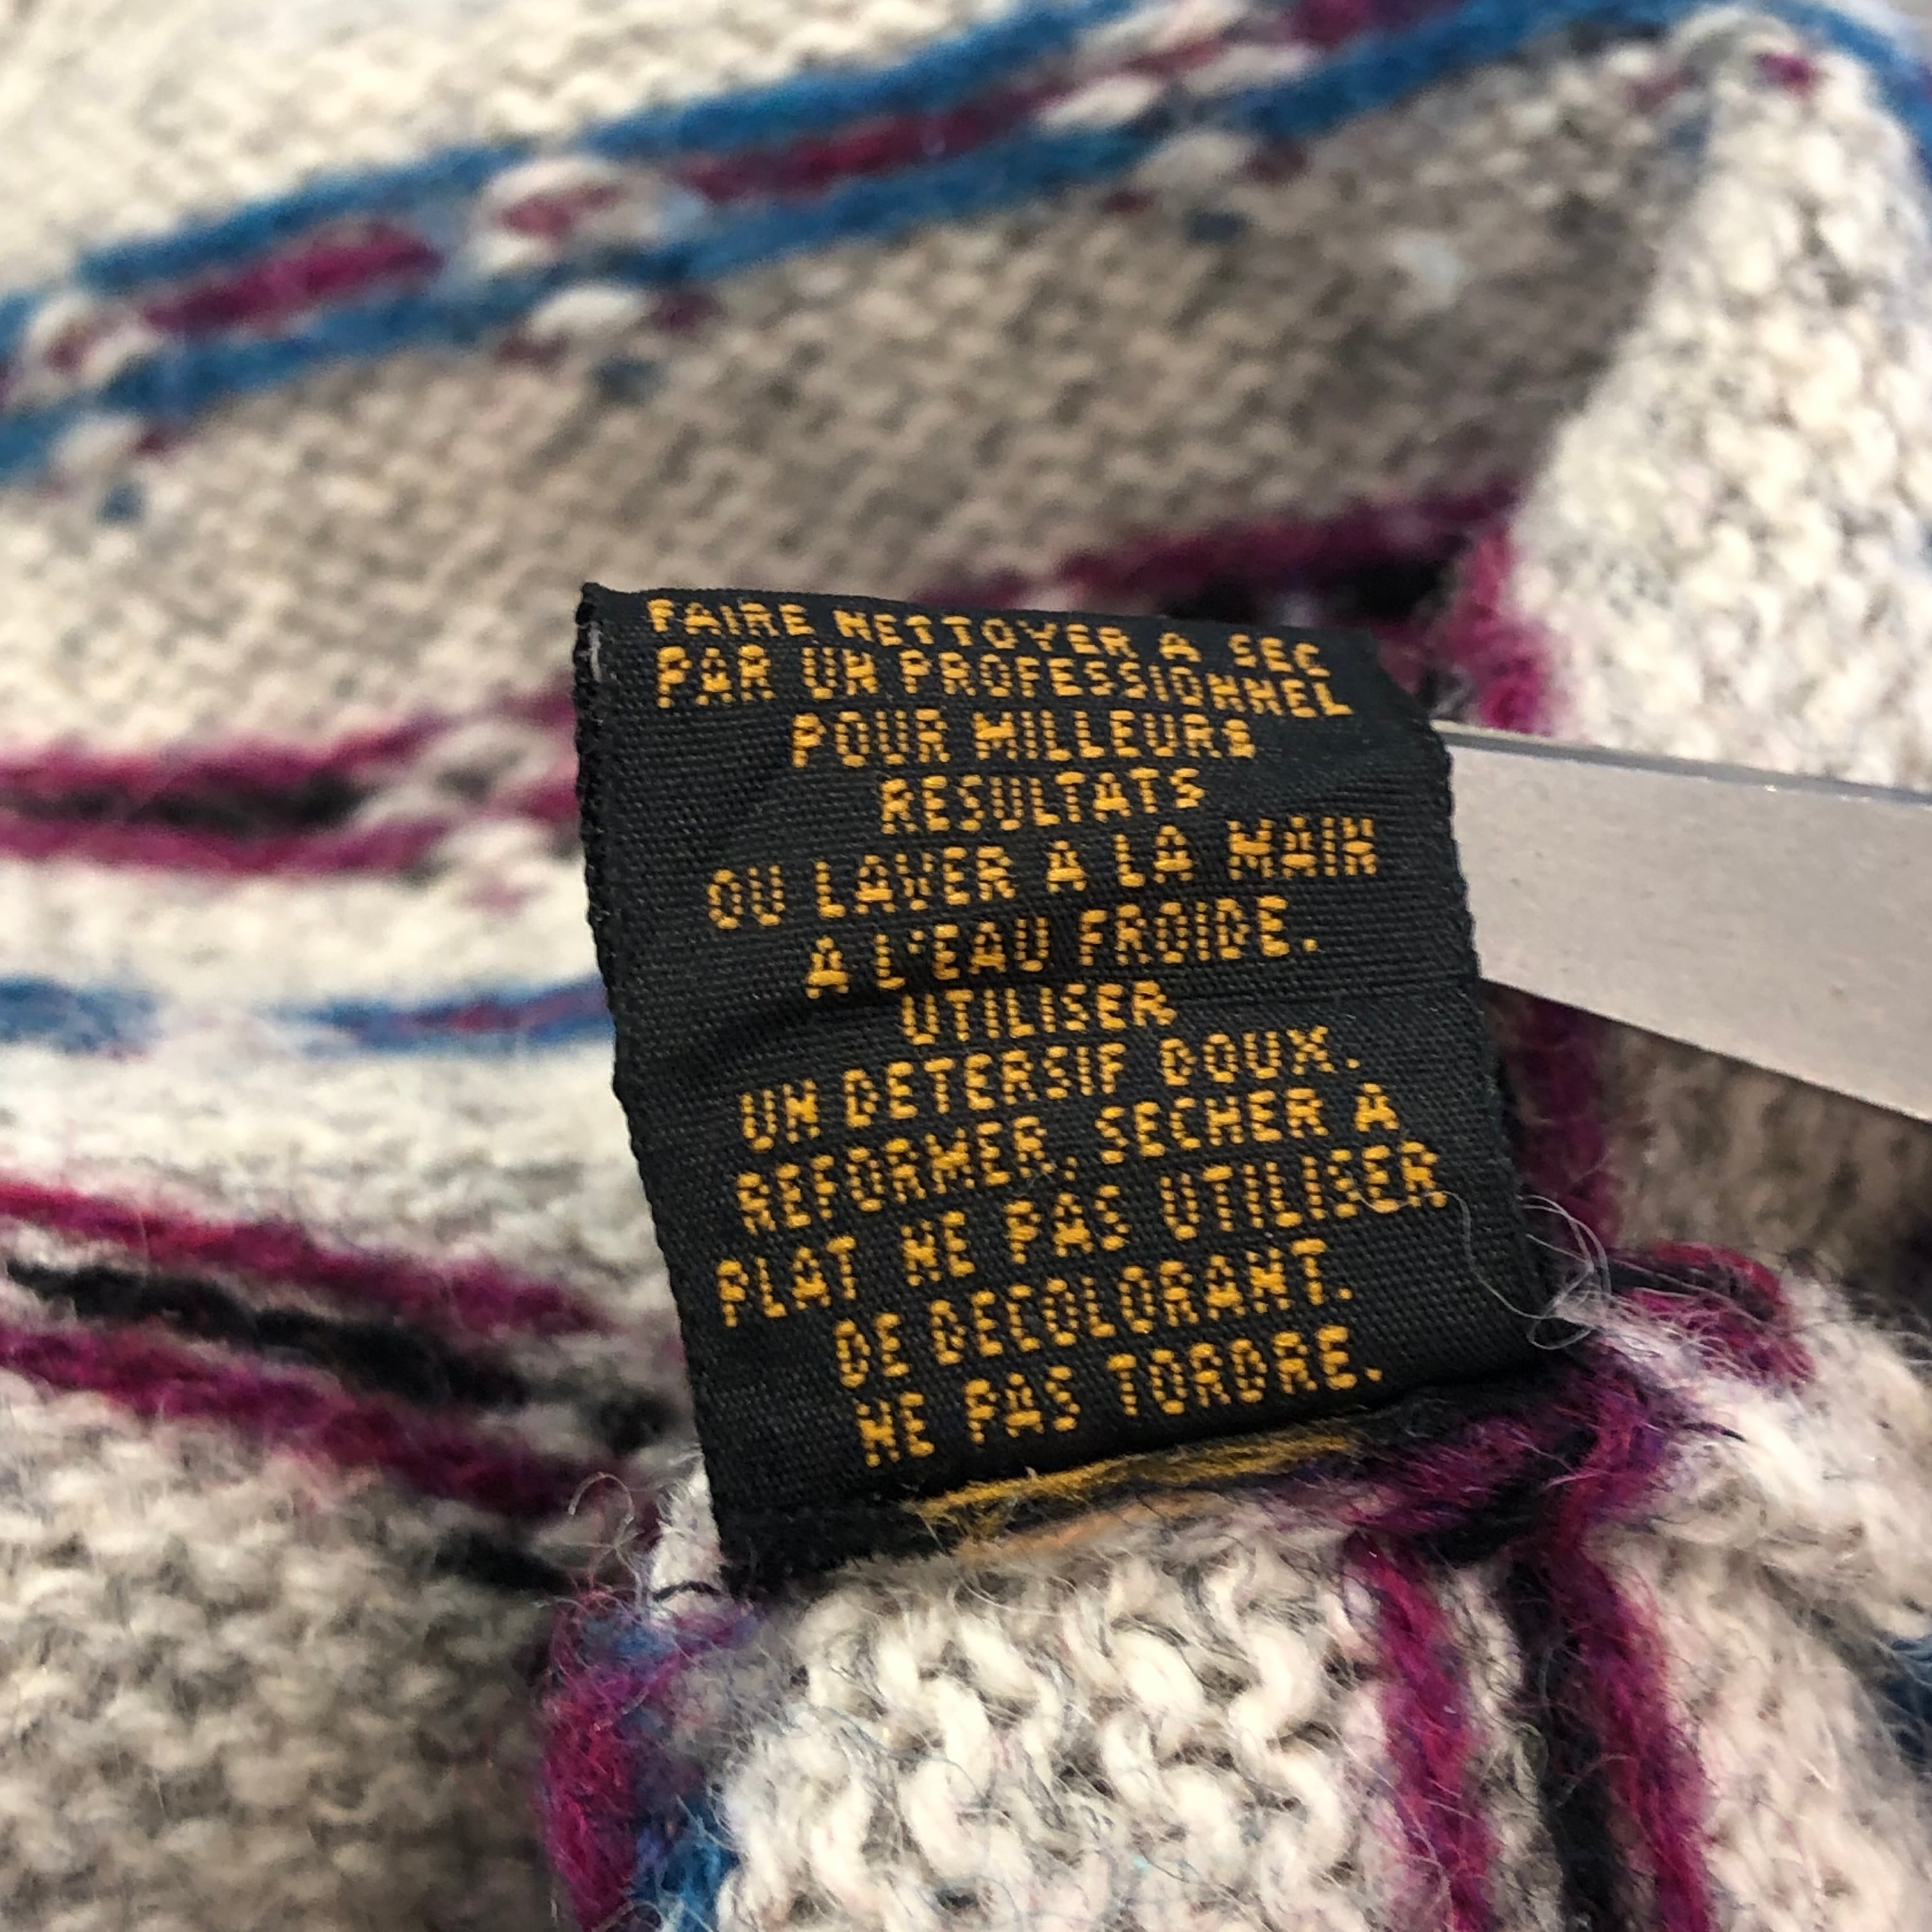 FAIRE NETTOYER A SEC
PAR UN PROFESSIONNEL
POUR MILLEURS
RESULTATS
OU LAVER A LA MAIN
A L'EAU FROIDE.
UTILISER
UN DETERSIF DOUX.
REFORMER, SECHER A
PLAT NE PAS UTILISER
DE DECOLORANT.
NE PAS TORDRE.